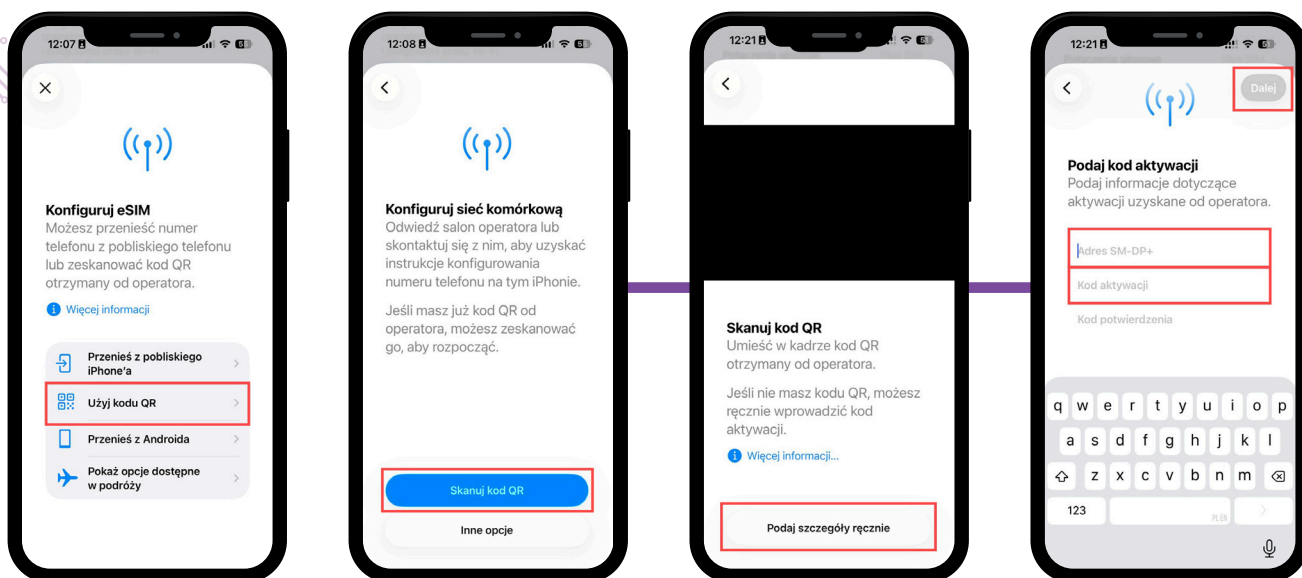 12:07
Konfiguruj eSIM
Możesz przenieść numer
telefonu z pobliskiego telefonu
lub zeskanować kod QR
otrzymany od operatora.
Więcej informacji
Przenieś z pobliskiego
iPhone'a
Użyj kodu QR
Przenieś z Androida
Pokaż opcje dostępne
w podróży
12:08
Konfiguruj sieć komórkową
Odwiedź salon operatora lub
skontaktuj się z nim, aby uzyskać
instrukcje konfigurowania
numeru telefonu na tym iPhonie.
Jeśli masz już kod QR od
operatora, możesz zeskanować
go, aby rozpocząć.
Skanuj kod QR
Inne opcje
12:21
Skanuj kod QR
Umieść w kadrze kod QR
otrzymany od operatora.
Jeśli nie masz kodu QR, możesz
ręcznie wprowadzić kod
aktywacji.
Więcej informacji...
Podaj szczegóły ręcznie
12:21
Dalej
Podaj kod aktywacji
Podaj informacje dotyczące
aktywacji uzyskane od operatora.
Adres SM-DP+
Kod aktywacji
Kod potwierdzenia
q w e r t y u i o p
a s d f g h j k l
z x c v b n m
123
PL EN